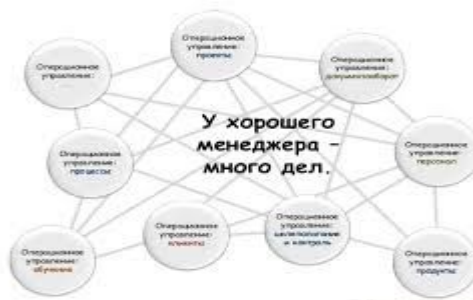 Операционное
управление:
проекты
Операционное
управление:
Операционное
управление:
документооборот
У хорошего
менеджера –
много дел.
Операционное
управление:
персонал
Операционное
управление:
процессы
Операционное
управление:
клиенты
Операционное
управление:
целеполагание
и контроль
Операционное
управление:
обучение
Операционное
управление:
продукты